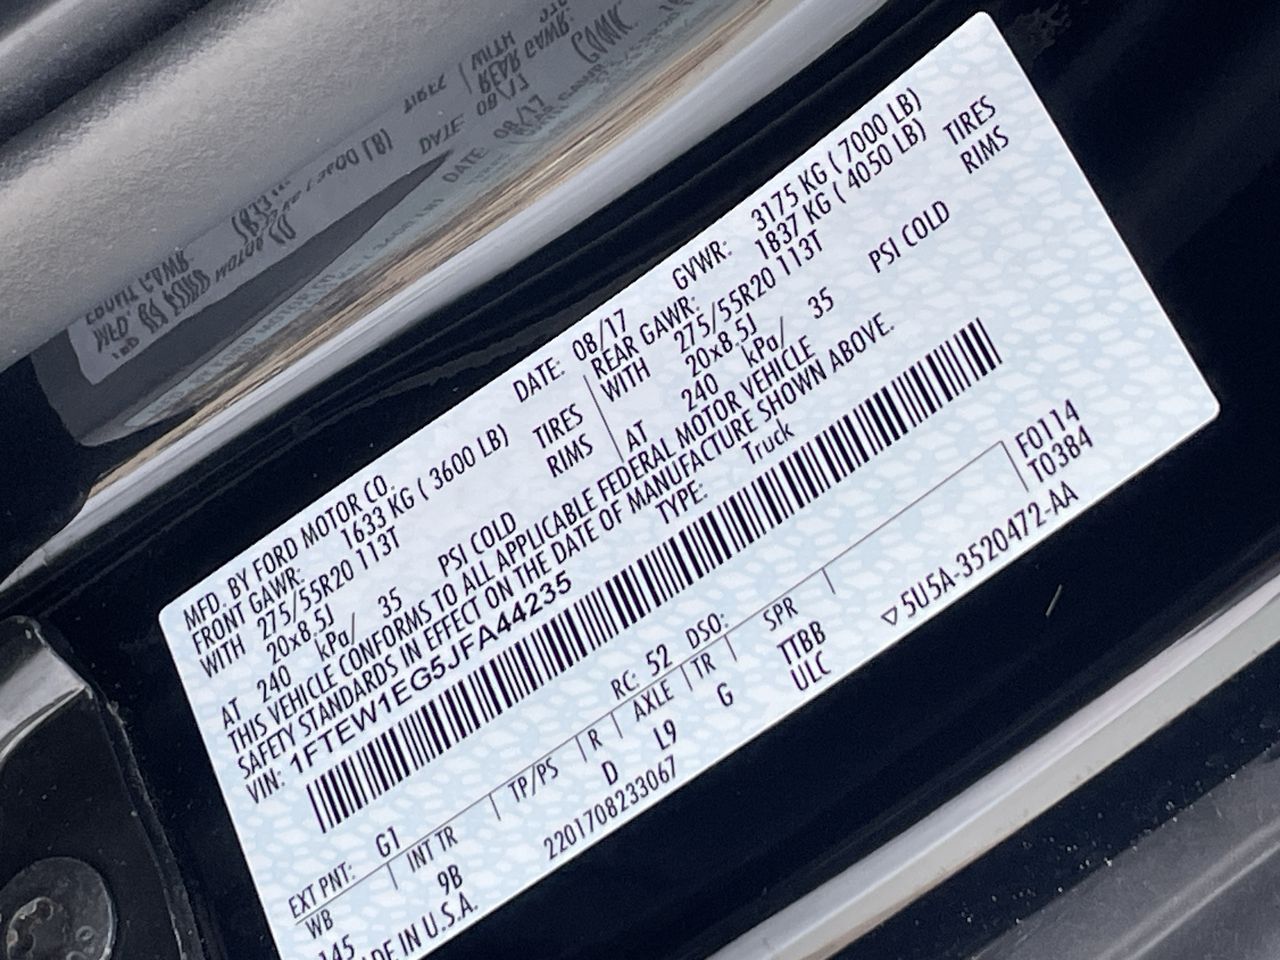 MFD. BY FORD MOTOR CO. DATE: 08/17 GVWR: 3175 KG ( 7000 LB)
FRONT GAWR: 1633 KG ( 3600 LB) REAR GAWR: 1837 KG ( 4050 LB)
WITH 275/55R20 113T TIRES WITH 275/55R20 113T TIRES
20x8.5J RIMS 20x8.5J RIMS
AT 240 kPa/ 35 PSI COLD AT 240 kPa/ 35 PSI COLD
THIS VEHICLE CONFORMS TO ALL APPLICABLE FEDERAL MOTOR VEHICLE
SAFETY STANDARDS IN EFFECT ON THE DATE OF MANUFACTURE SHOWN ABOVE.
VIN: 1FTEW1EG5JFA44235 TYPE: Truck
F0114
T0384
EXT PNT: G1 RC: 52 DSO:
WB INT TR TP/PS R AXLE TR SPR
145 9B D L9 G TTBB
ULC
IN U.S.A. 2201708233067 ▽5U5A-3520472-AA